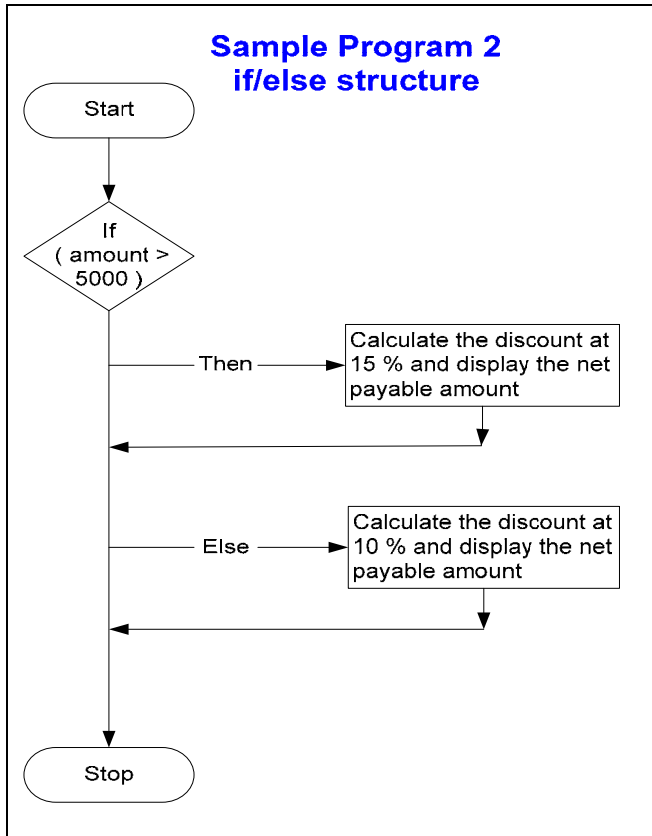 Sample Program 2
if/else structure
Start
If
( amount >
5000 )
Then
Calculate the discount at
15 % and display the net
payable amount
Else
Calculate the discount at
10 % and display the net
payable amount
Stop